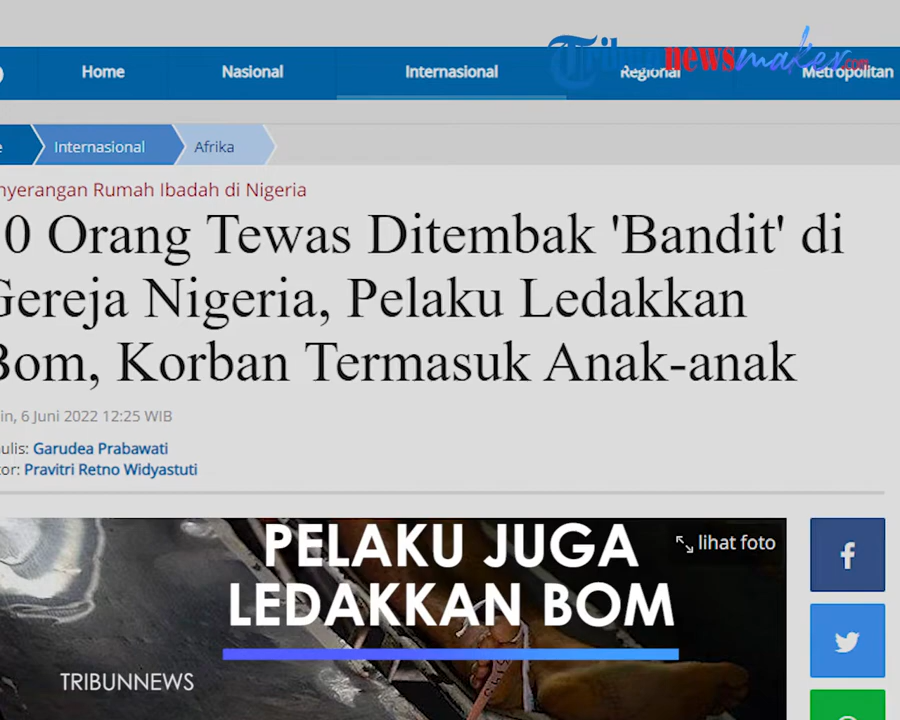 Tribunnewsmaker.com
Home Nasional Internasional Regional Metropolitan
Internasional Afrika
nyerangan Rumah Ibadah di Nigeria
0 Orang Tewas Ditembak 'Bandit' di
Gereja Nigeria, Pelaku Ledakkan
Bom, Korban Termasuk Anak-anak
in, 6 Juni 2022 12:25 WIB
ulis: Garudea Prabawati
tor: Pravitri Retno Widyastuti
lihat foto
PELAKU JUGA
LEDAKKAN BOM
TRIBUNNEWS